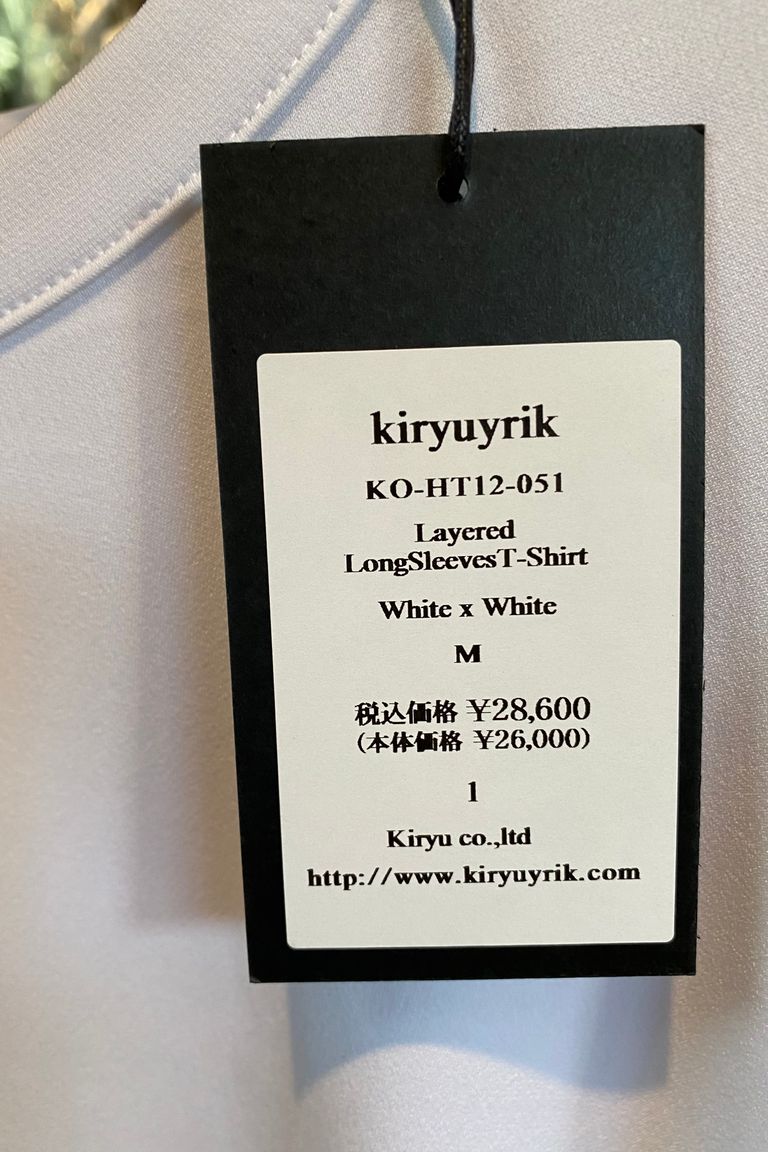 kiryuyrik
KO-HT12-051
Layered
LongSleevesT-Shirt
White x White
M
税込価格 ¥28,600
(本体価格 ¥26,000)
1
Kiryu co.,ltd
http://www.kiryuyrik.com